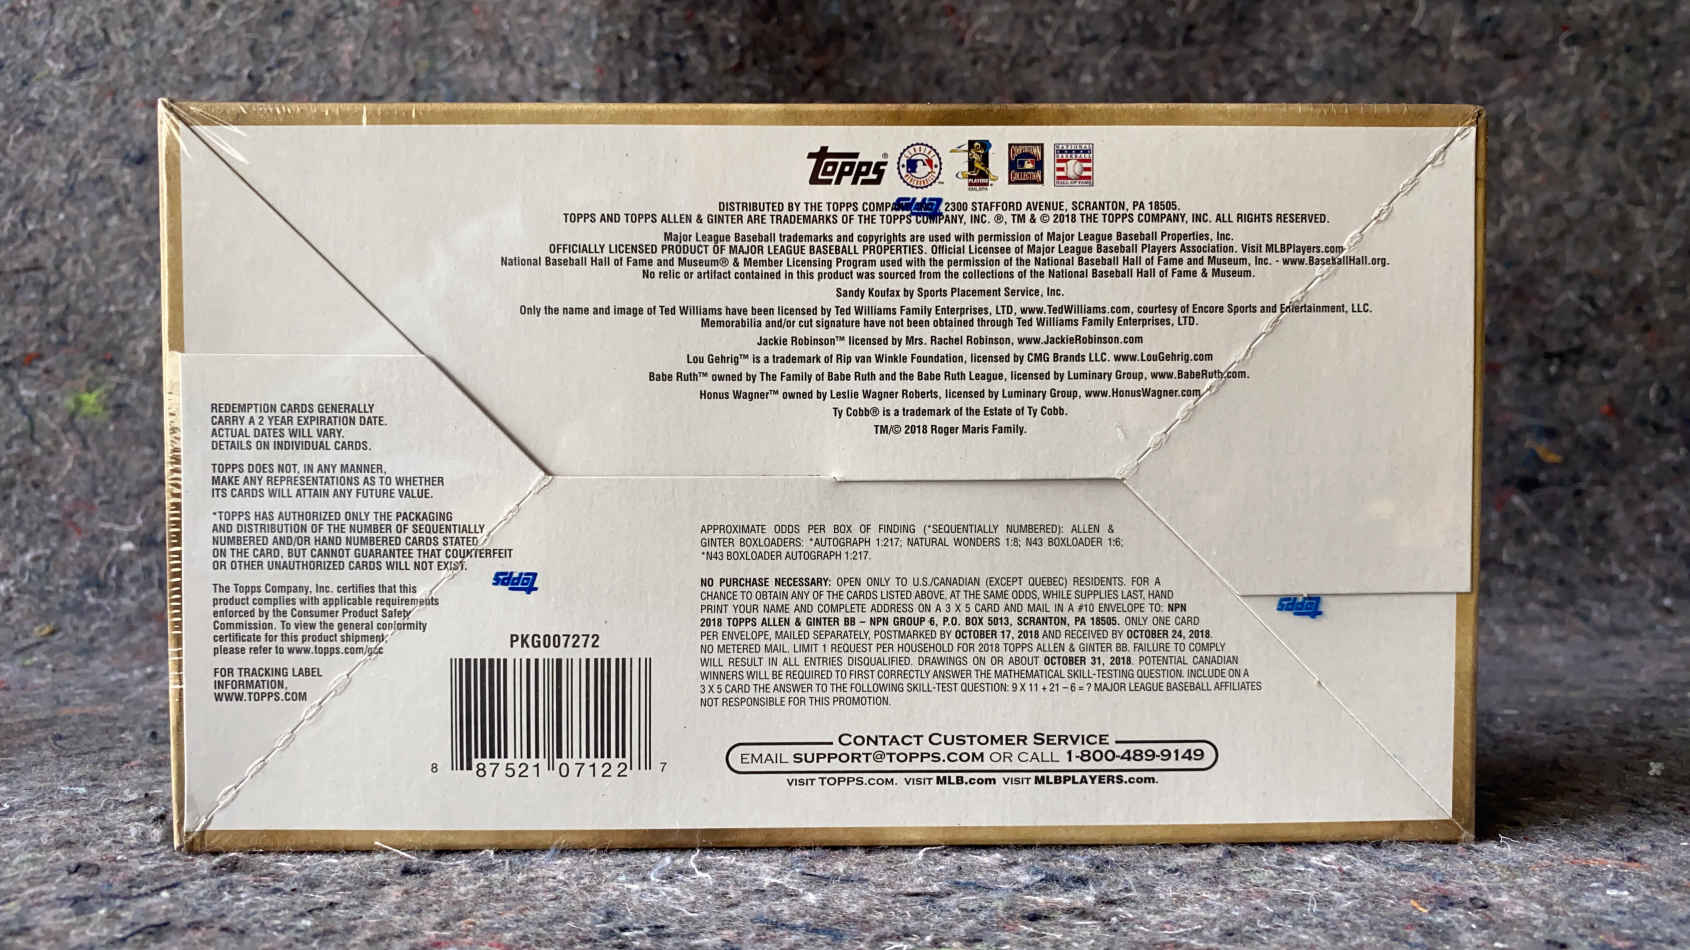 Topps®
DISTRIBUTED BY THE TOPPS 2300 STAFFORD AVENUE, SCRANTON, PA 18505.
TOPPS AND TOPPS ALLEN & GINTER ARE TRADEMARKS OF THE TOPPS COMPANY, INC. ®, TM & © 2018 THE TOPPS COMPANY, INC. ALL RIGHTS RESERVED.
Major League Baseball trademarks and copyrights are used with permission of Major League Baseball Properties, Inc.
OFFICIALLY LICENSED PRODUCT OF MAJOR LEAGUE BASEBALL PROPERTIES. Official Licensee of Major League Baseball Players Association. Visit MLBPlayers.com
National Baseball Hall of Fame and Museum® & Member Licensing Program used with the permission of the National Baseball Hall of Fame and Museum, Inc. - www.BaseballHall.org.
No relic or artifact contained in this product was sourced from the collections of the National Baseball Hall of Fame & Museum.
Sandy Koufax by Sports Placement Service, Inc.
Only the name and image of Ted Williams have been licensed by Ted Williams Family Enterprises, LTD, www.TedWilliams.com, courtesy of Encore Sports and Entertainment, LLC.
Memorabilia and/or cut signature have not been obtained through Ted Williams Family Enterprises, LTD.
Jackie Robinson™ licensed by Mrs. Rachel Robinson, www.JackieRobinson.com
Lou Gehrig™ is a trademark of Rip van Winkle Foundation, licensed by CMG Brands LLC. www.LouGehrig.com
Babe Ruth™ owned by The Family of Babe Ruth and the Babe Ruth League, licensed by Luminary Group, www.BabeRuth.com.
Honus Wagner™ owned by Leslie Wagner Roberts, licensed by Luminary Group, www.HonusWagner.com
Ty Cobb® is a trademark of the Estate of Ty Cobb.
TM/© 2018 Roger Maris Family.
REDEMPTION CARDS GENERALLY
CARRY A 2 YEAR EXPIRATION DATE.
ACTUAL DATES WILL VARY.
DETAILS ON INDIVIDUAL CARDS.
TOPPS DOES NOT, IN ANY MANNER,
MAKE ANY REPRESENTATIONS AS TO WHETHER
ITS CARDS WILL ATTAIN ANY FUTURE VALUE.
*TOPPS HAS AUTHORIZED ONLY THE PACKAGING
AND DISTRIBUTION OF THE NUMBER OF SEQUENTIALLY
NUMBERED AND/OR HAND NUMBERED CARDS STATED
ON THE CARD, BUT CANNOT GUARANTEE THAT COUNTERFEIT
OR OTHER UNAUTHORIZED CARDS WILL NOT EXIST.
The Topps Company, Inc. certifies that this
product complies with applicable requirements
enforced by the Consumer Product Safety
Commission. To view the general conformity
certificate for this product shipment,
please refer to www.topps.com/gcc
FOR TRACKING LABEL
INFORMATION,
WWW.TOPPS.COM
Topps
PKG007272
8 87521 07122 7
APPROXIMATE ODDS PER BOX OF FINDING (*SEQUENTIALLY NUMBERED): ALLEN &
GINTER BOXLOADERS: *AUTOGRAPH 1:217; NATURAL WONDERS 1:8; N43 BOXLOADER 1:6;
*N43 BOXLOADER AUTOGRAPH 1:217.
NO PURCHASE NECESSARY: OPEN ONLY TO U.S./CANADIAN (EXCEPT QUEBEC) RESIDENTS. FOR A
CHANCE TO OBTAIN ANY OF THE CARDS LISTED ABOVE, AT THE SAME ODDS, WHILE SUPPLIES LAST, HAND
PRINT YOUR NAME AND COMPLETE ADDRESS ON A 3 X 5 CARD AND MAIL IN A #10 ENVELOPE TO: NPN
2018 TOPPS ALLEN & GINTER BB – NPN GROUP 6, P.O. BOX 5013, SCRANTON, PA 18505. ONLY ONE CARD
PER ENVELOPE, MAILED SEPARATELY, POSTMARKED BY OCTOBER 17, 2018 AND RECEIVED BY OCTOBER 24, 2018.
NO METERED MAIL. LIMIT 1 REQUEST PER HOUSEHOLD FOR 2018 TOPPS ALLEN & GINTER BB. FAILURE TO COMPLY
WILL RESULT IN ALL ENTRIES DISQUALIFIED. DRAWINGS ON OR ABOUT OCTOBER 31, 2018. POTENTIAL CANADIAN
WINNERS WILL BE REQUIRED TO FIRST CORRECTLY ANSWER THE MATHEMATICAL SKILL-TESTING QUESTION. INCLUDE ON A
3 X 5 CARD THE ANSWER TO THE FOLLOWING SKILL-TEST QUESTION: 9 X 11 + 21 – 6 = ? MAJOR LEAGUE BASEBALL AFFILIATES
NOT RESPONSIBLE FOR THIS PROMOTION.
Topps
CONTACT CUSTOMER SERVICE
EMAIL SUPPORT@TOPPS.COM OR CALL 1-800-489-9149
VISIT TOPPS.COM. VISIT MLB.com VISIT MLBPLAYERS.com.